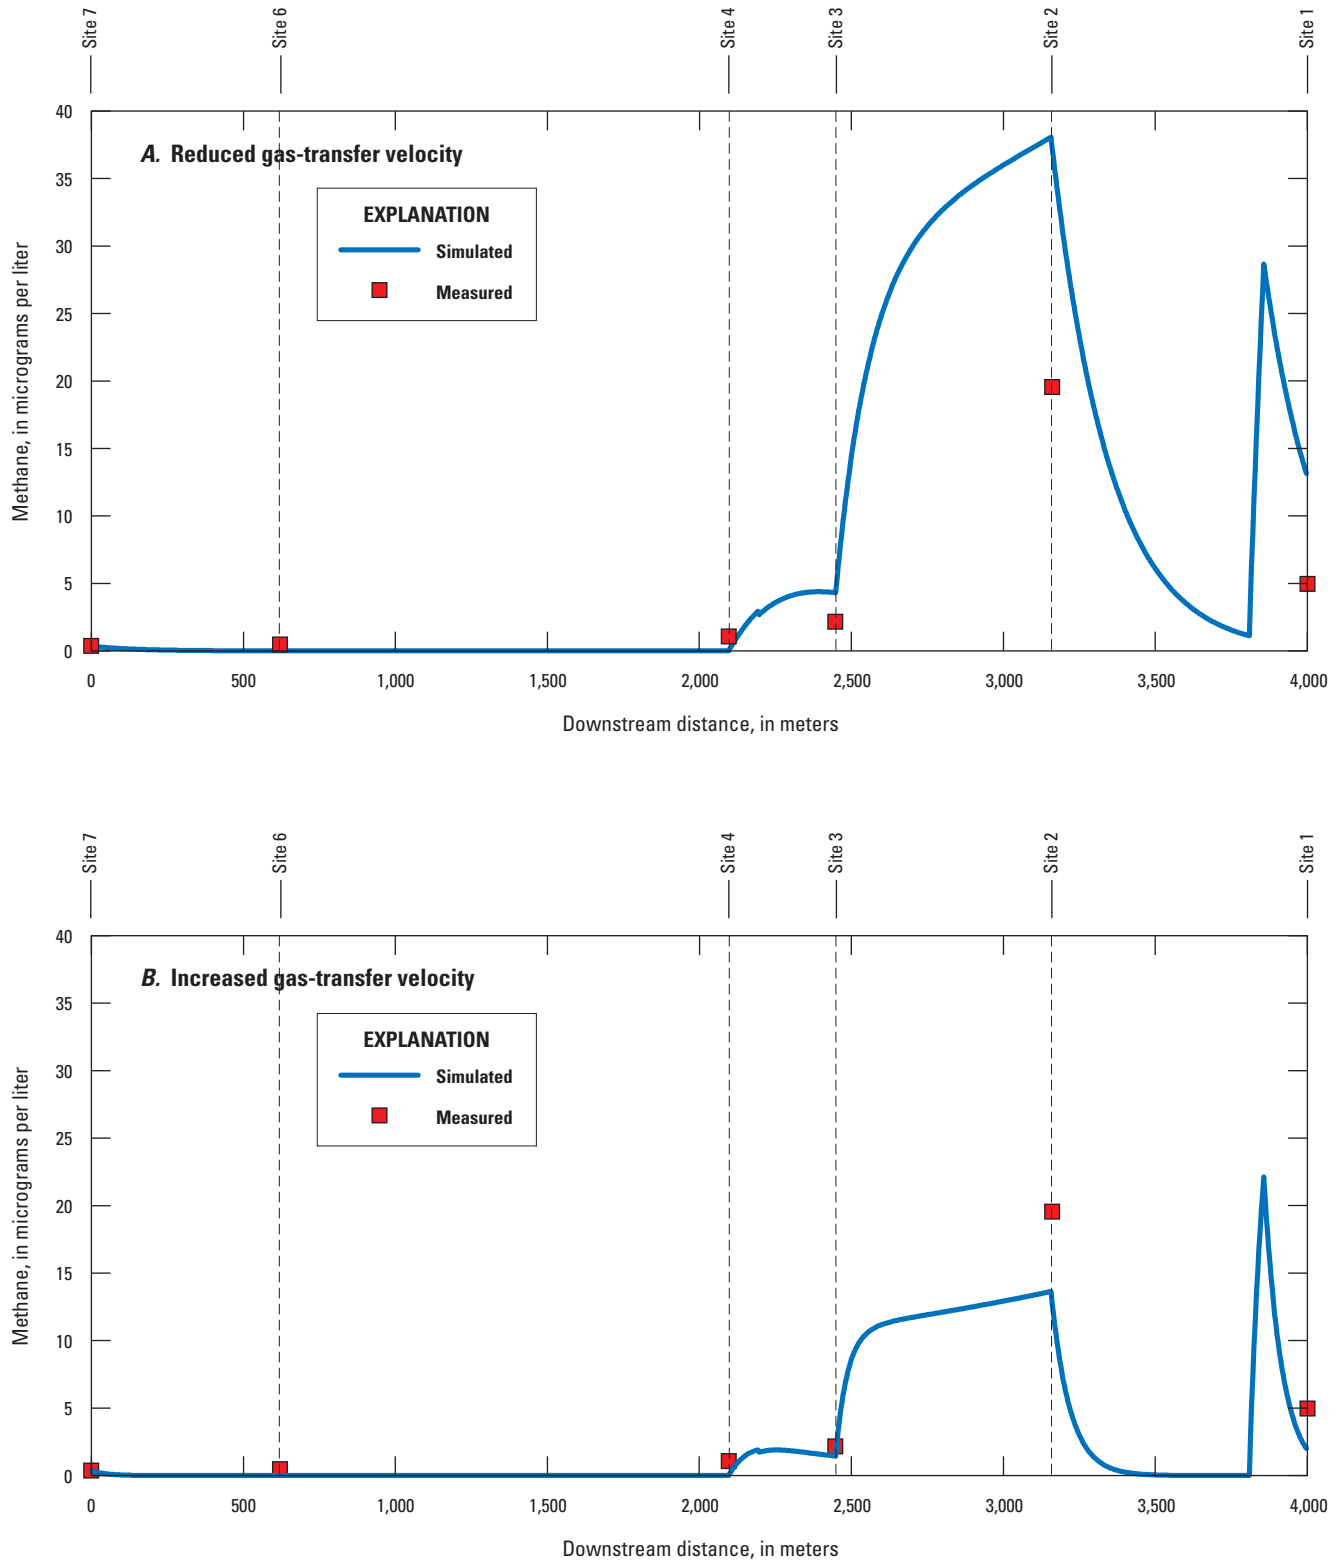 Site 7
Site 6
Site 4
Site 3
Site 2
Site 1
40
35
30
25
20
15
10
5
0
Methane, in micrograms per liter
A. Reduced gas-transfer velocity
EXPLANATION
Simulated
Measured
0
500
1,000
1,500
2,000
2,500
3,000
3,500
4,000
Downstream distance, in meters
Site 7
Site 6
Site 4
Site 3
Site 2
Site 1
40
35
30
25
20
15
10
5
0
Methane, in micrograms per liter
B. Increased gas-transfer velocity
EXPLANATION
Simulated
Measured
0
500
1,000
1,500
2,000
2,500
3,000
3,500
4,000
Downstream distance, in meters